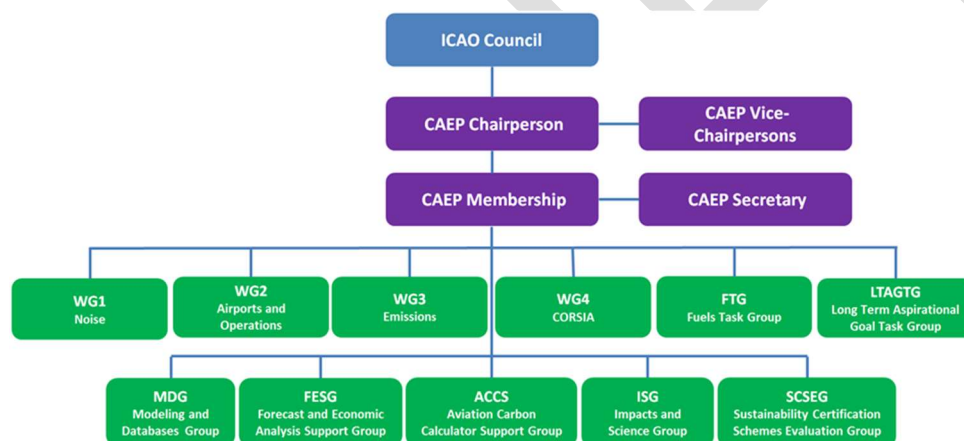 ICAO Council
CAEP Chairperson
CAEP Vice-
Chairpersons
CAEP Membership
CAEP Secretary
WG1
Noise
WG2
Airports and
Operations
WG3
Emissions
WG4
CORSIA
FTG
Fuels Task Group
LTAGTG
Long Term Aspirational
Goal Task Group
MDG
Modeling and
Databases Group
FESG
Forecast and Economic
Analysis Support Group
ACCS
Aviation Carbon
Calculator Support Group
ISG
Impacts and
Science Group
SCSEG
Sustainability Certification
Schemes Evaluation Group